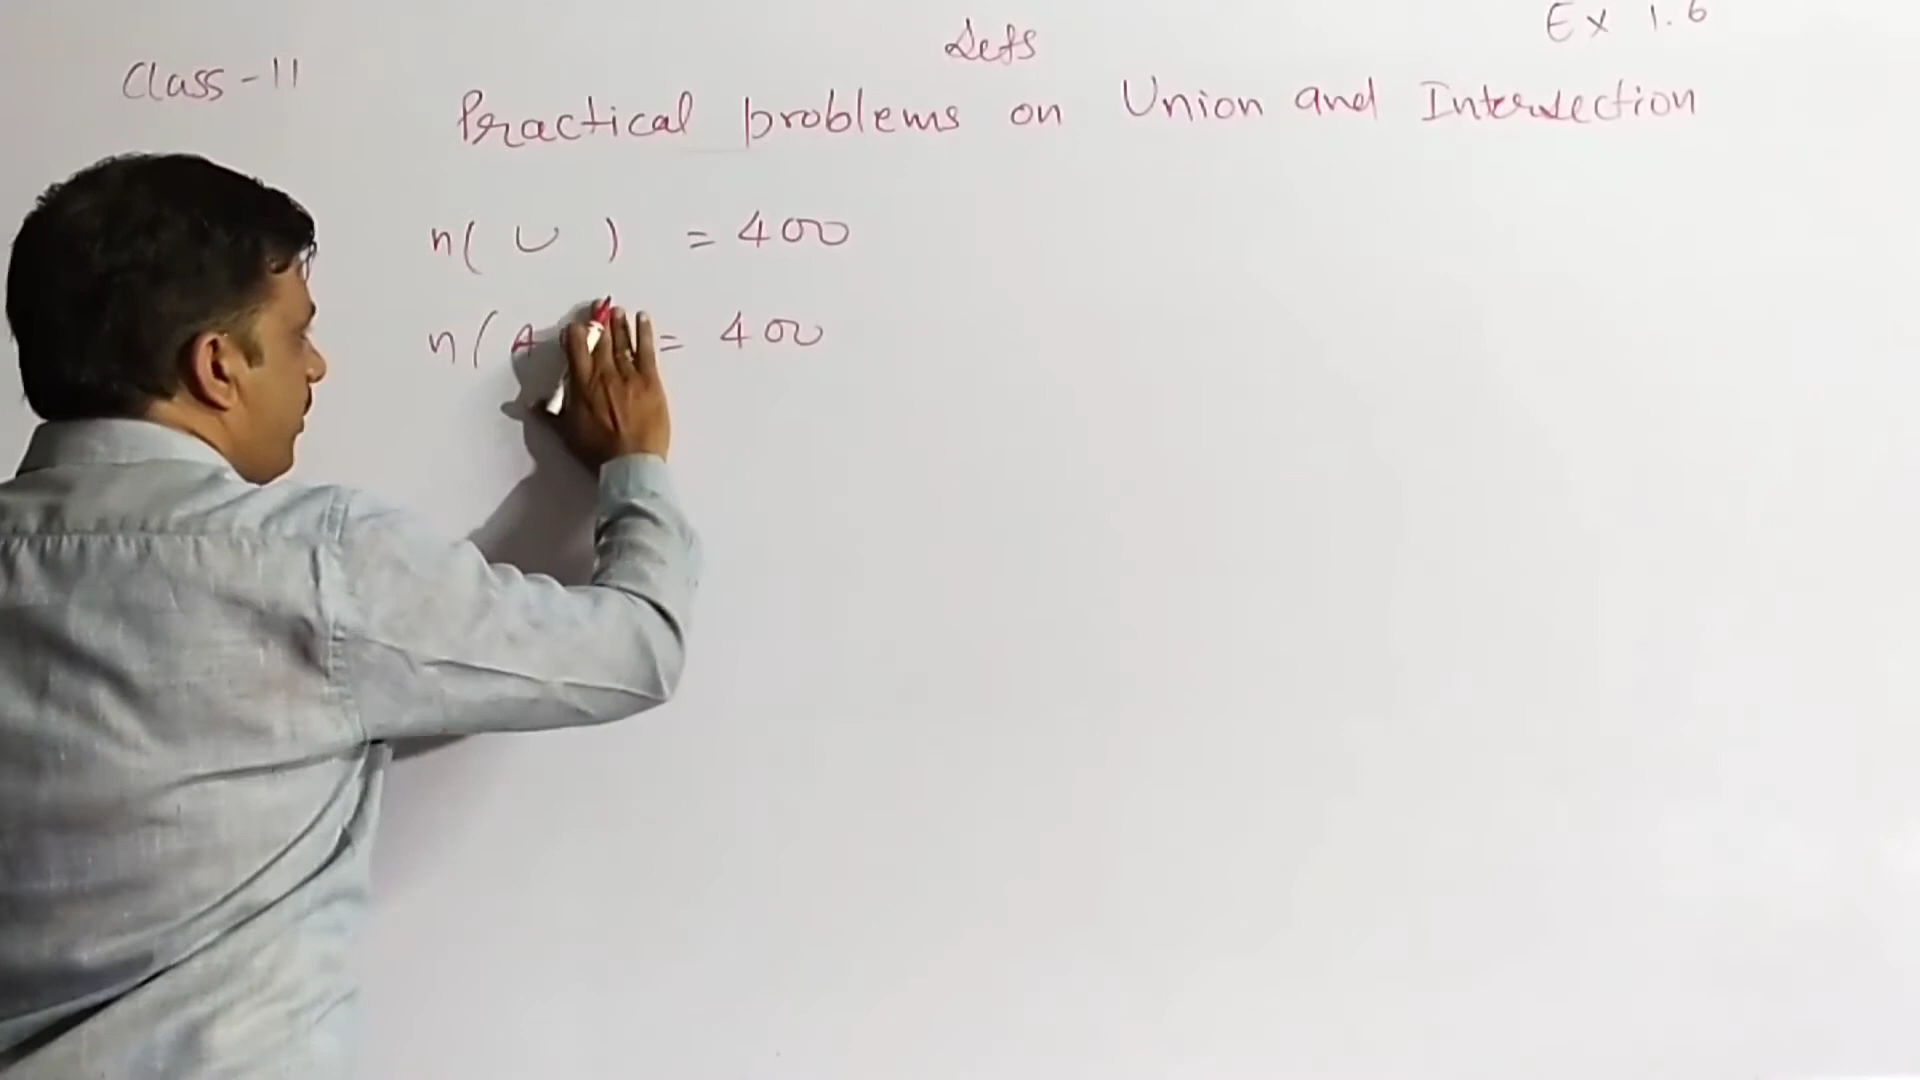 Sets
Ex 1.6
Class - 11
Practical problems on Union and Intersection
n( U ) = 400
n( A = 400